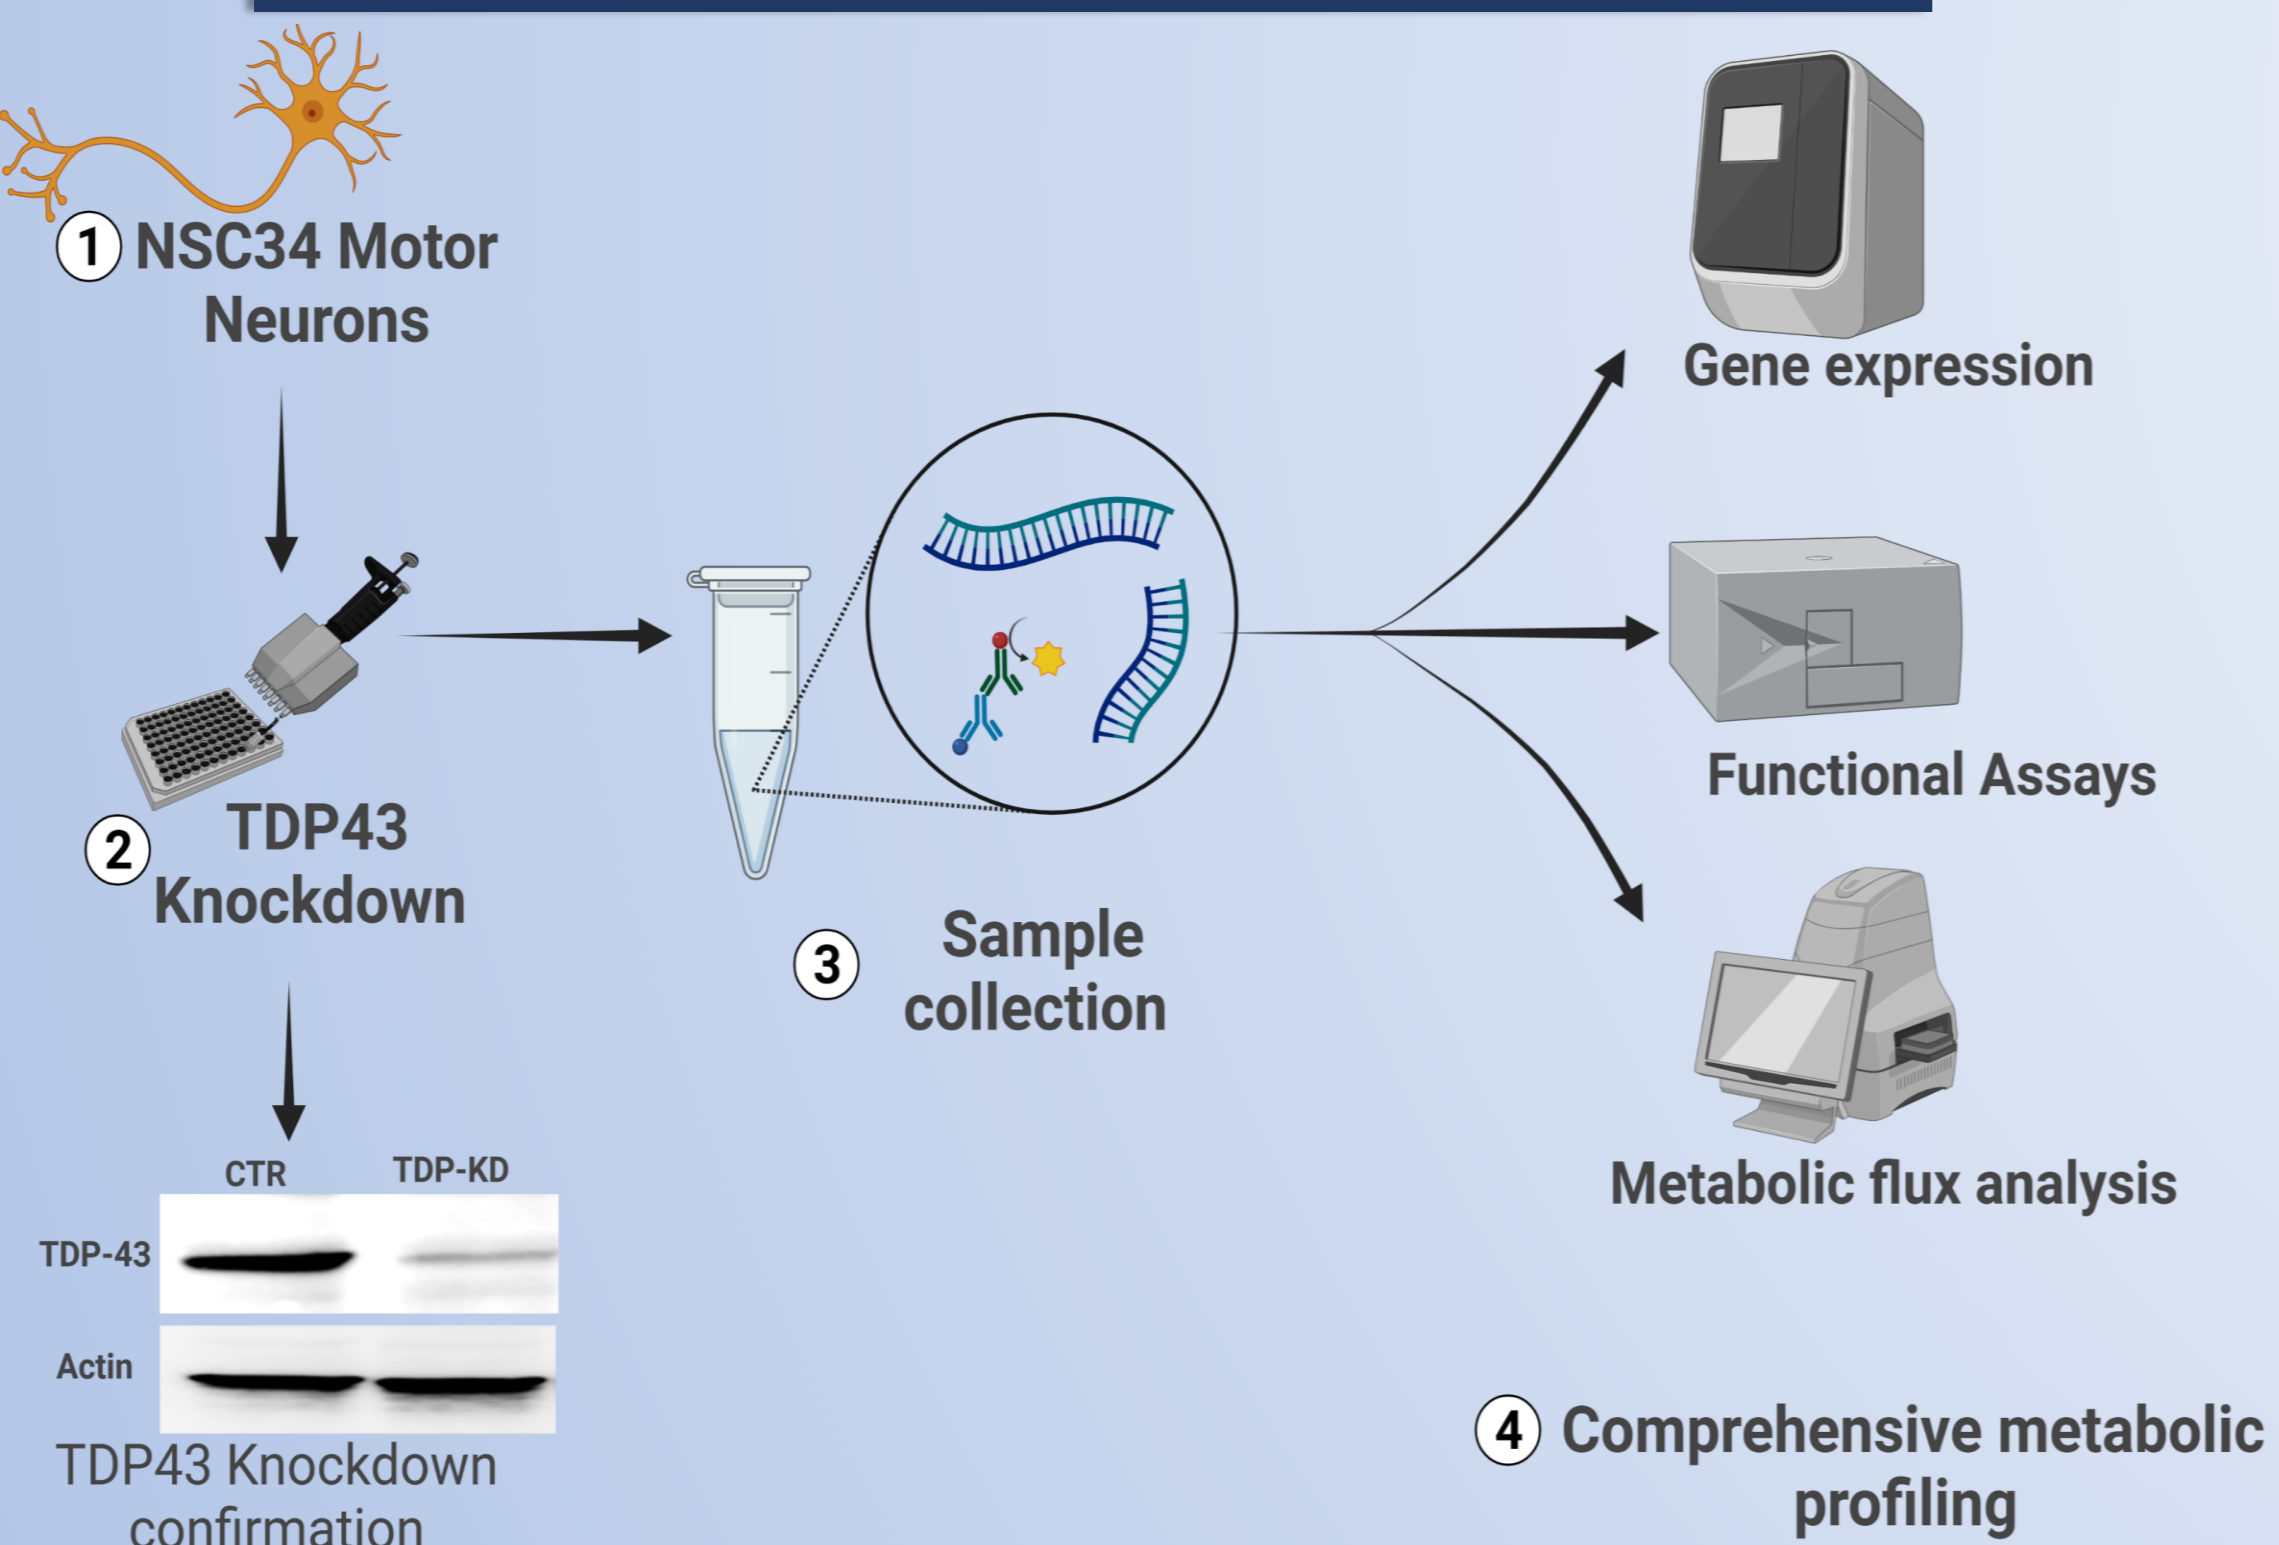 1 NSC34 Motor
Neurons
2 TDP43
Knockdown
CTR TDP-KD
TDP-43
Actin
TDP43 Knockdown
confirmation
3 Sample
collection
Gene expression
Functional Assays
Metabolic flux analysis
4 Comprehensive metabolic
profiling